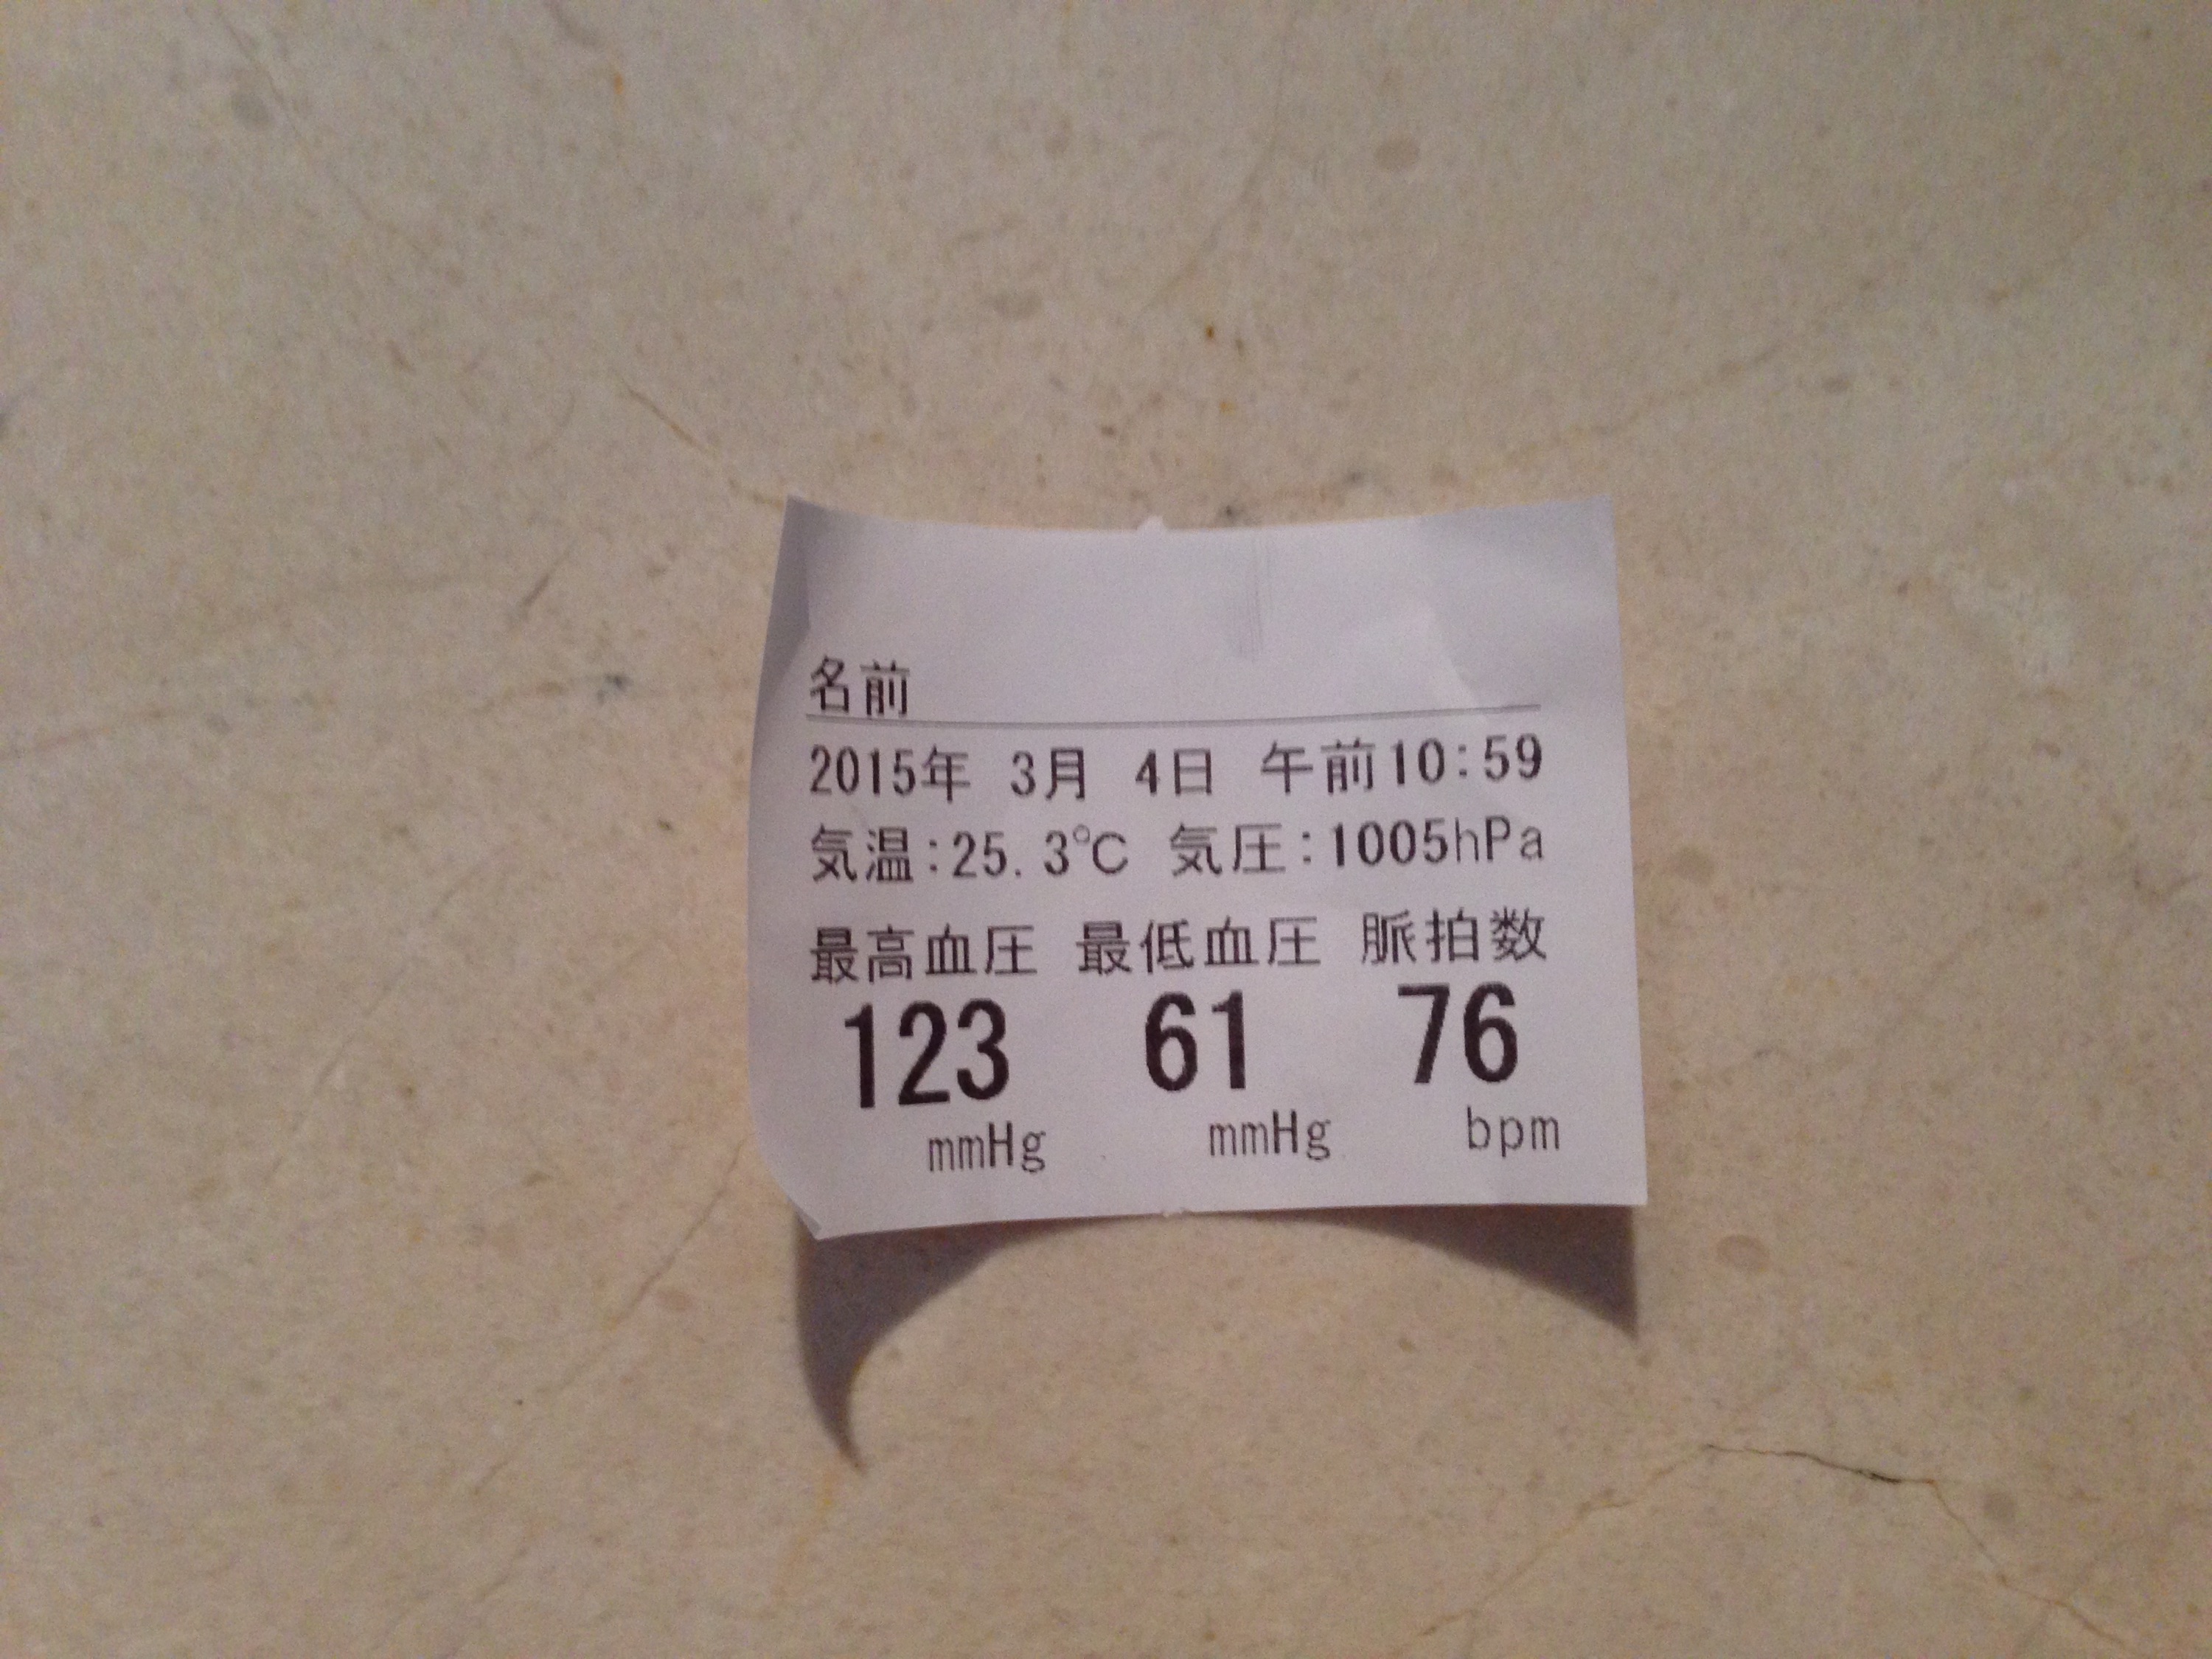 名前
2015年 3月 4日 午前10:59
気温:25.3℃ 気圧:1005hPa
最高血圧 最低血圧 脈拍数
123 61 76
mmHg mmHg bpm